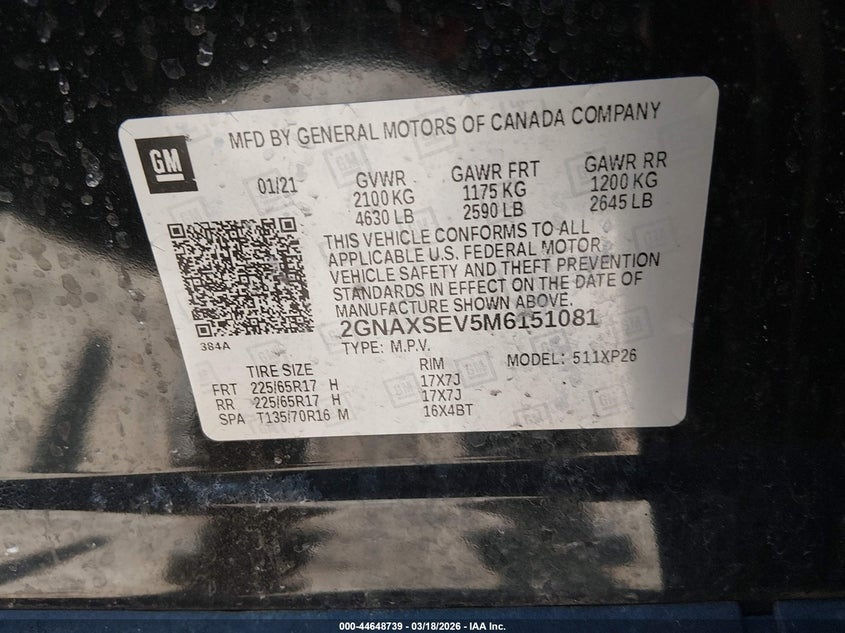 MFD BY GENERAL MOTORS OF CANADA COMPANY
GM
01/21 GVWR GAWR FRT GAWR RR
2100 KG 1175 KG 1200 KG
4630 LB 2590 LB 2645 LB
THIS VEHICLE CONFORMS TO ALL
APPLICABLE U.S. FEDERAL MOTOR
VEHICLE SAFETY AND THEFT PREVENTION
STANDARDS IN EFFECT ON THE DATE OF
MANUFACTURE SHOWN ABOVE.
384A
2GNAXSEV5M6151081
TYPE: M.P.V. MODEL: 511XP26
TIRE SIZE RIM
FRT 225/65R17 H 17X7J
RR 225/65R17 H 17X7J
SPA T135/70R16 M 16X4BT
000-44648739 - 03/18/2026 - IAA Inc.